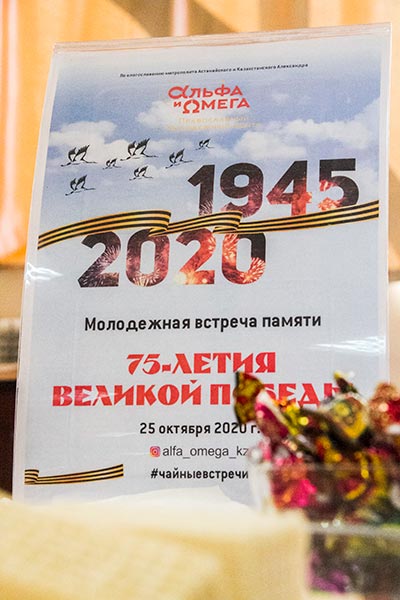 По благословению митрополита Астанайского и Казахстанского Александра
АЛЬФА
И ОМЕГА
1945
2020
Молодежная встреча памяти
75-ЛЕТИЯ
ВЕЛИКОЙ ПОБЕДЫ
25 октября 2020 г.
alfa_omega_kz
#чайныевстречи